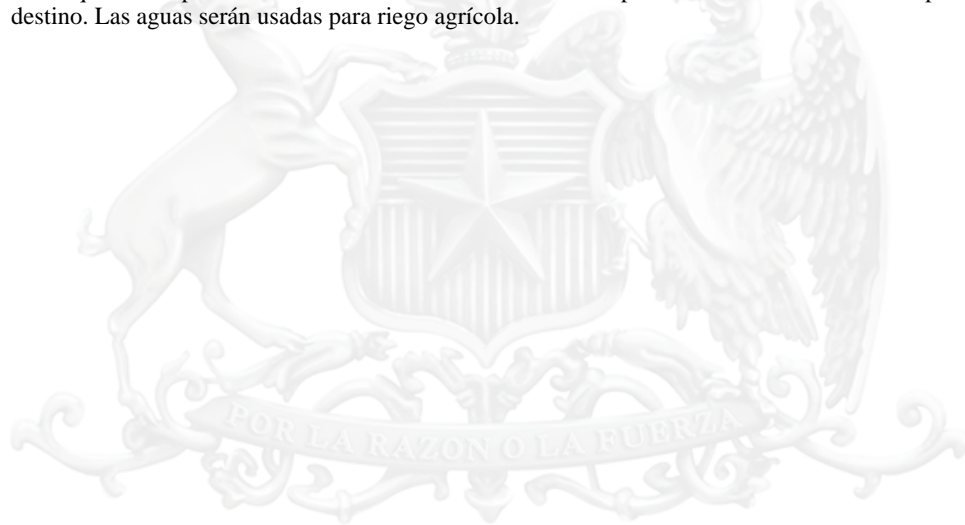 destino. Las aguas serán usadas para riego agrícola.
POR LA RAZON O LA FUERZA